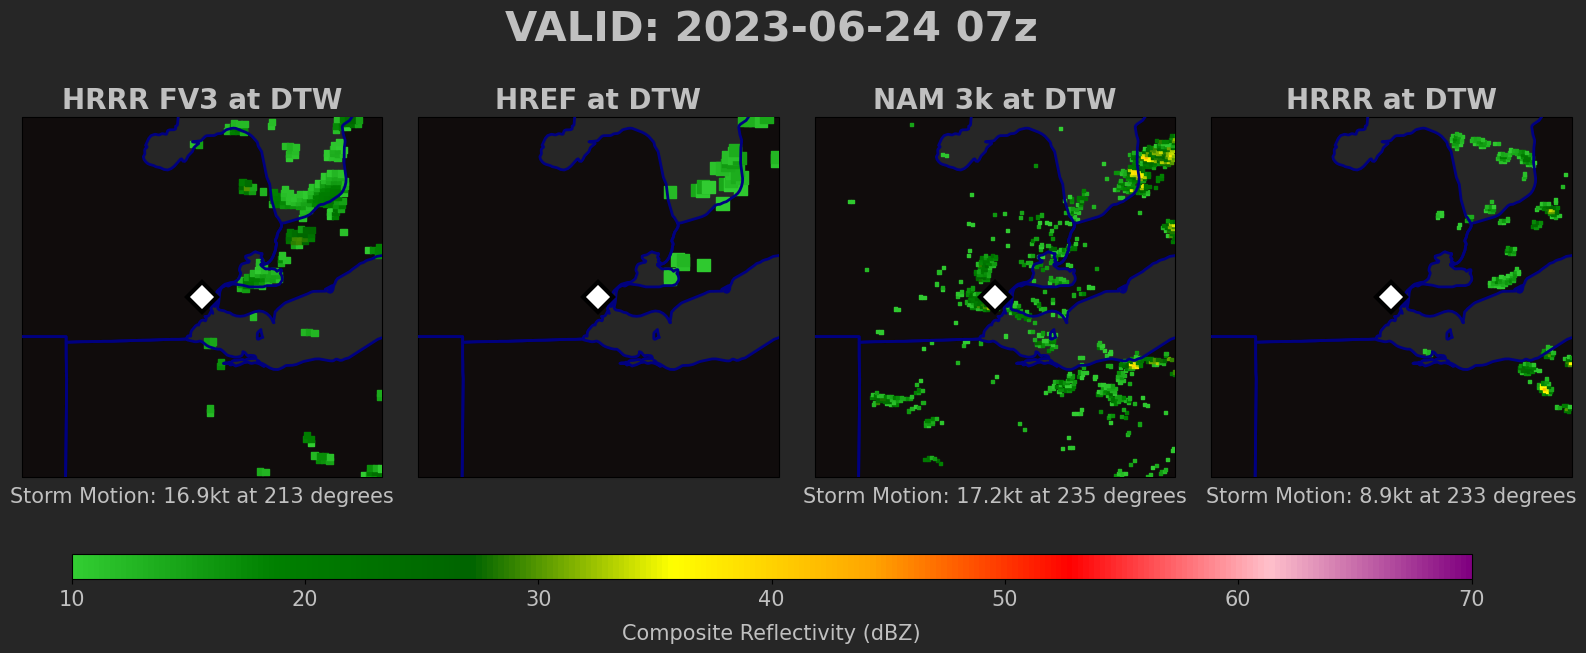 VALID: 2023-06-24 07z
HRRR FV3 at DTW
HREF at DTW
NAM 3k at DTW
HRRR at DTW
Storm Motion: 16.9kt at 213 degrees
Storm Motion: 17.2kt at 235 degrees
Storm Motion: 8.9kt at 233 degrees
10 20 30 40 50 60 70
Composite Reflectivity (dBZ)